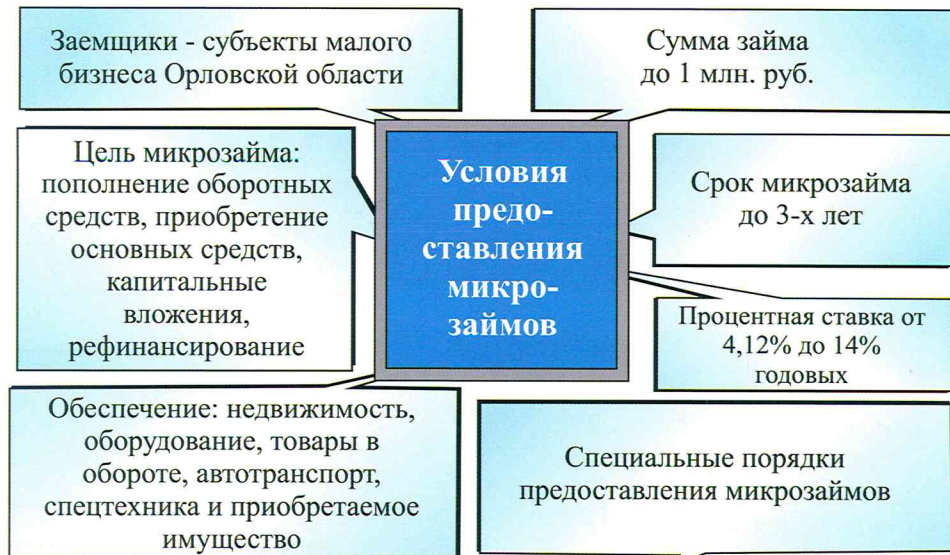 Заемщики - субъекты малого
бизнеса Орловской области
Сумма займа
до 1 млн. руб.
Цель микрозайма:
пополнение оборотных
средств, приобретение
основных средств,
капитальные
вложения,
рефинансирование
Условия
предо-
ставления
микро-
займов
Срок микрозайма
до 3-х лет
Процентная ставка от
4,12% до 14%
годовых
Обеспечение: недвижимость,
оборудование, товары в
обороте, автотранспорт,
спецтехника и приобретаемое
имущество
Специальные порядки
предоставления микрозаймов